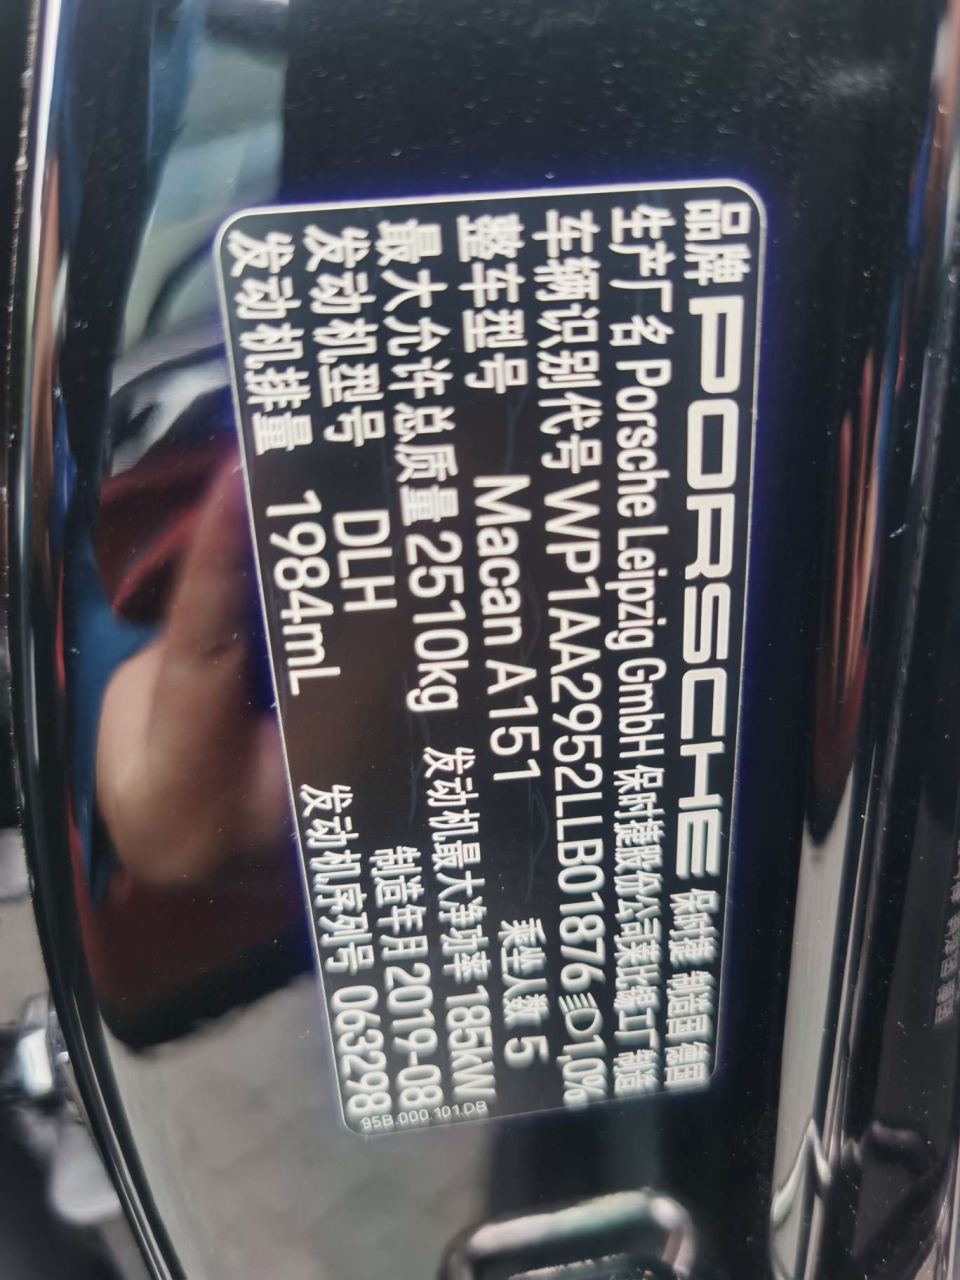 品牌 PORSCHE 保时捷 制造国 德国
生产厂名 Porsche Leipzig GmbH 保时捷股份公司莱比锡工厂 制造
车辆识别代号 WP1AA2952LLB01876 1,0%
整车型号 Macan A151 乘坐人数 5
最大允许总质量 2510kg 发动机最大净功率 185kW
发动机型号 DLH 制造年月 2019-08
发动机排量 1984mL 发动机序列号 063298
95B.000.101.DB